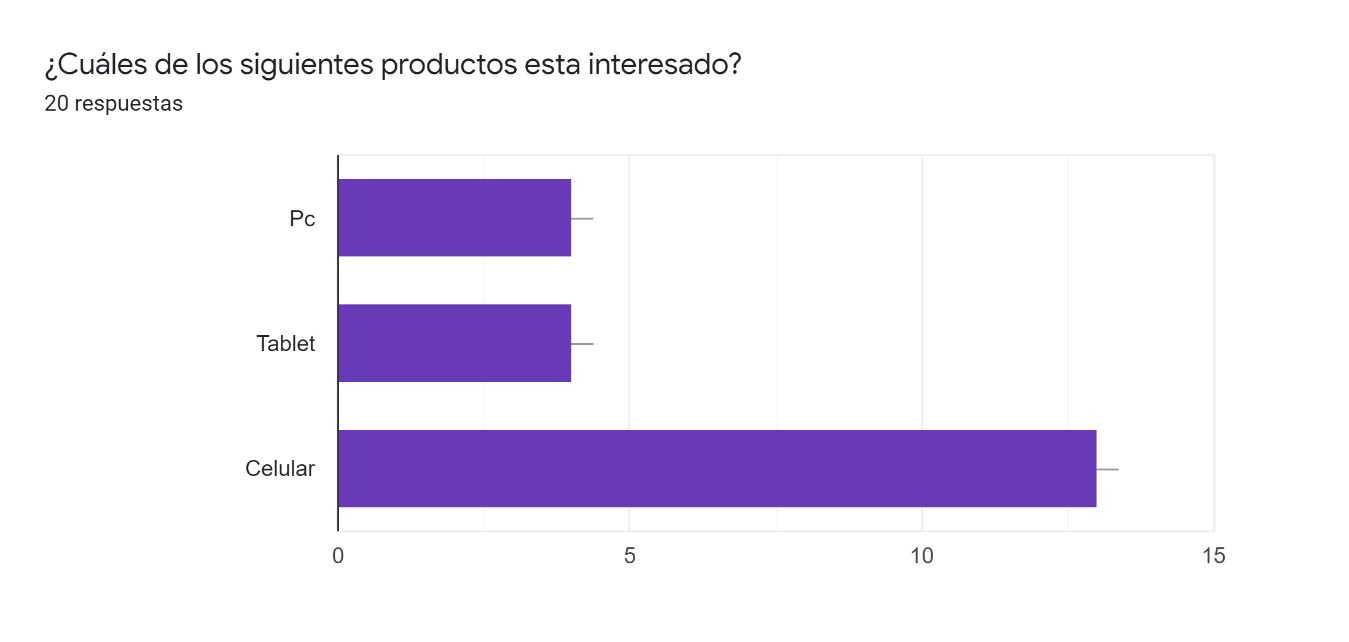 ¿Cuáles de los siguientes productos esta interesado?
20 respuestas
Pc
Tablet
Celular
0 5 10 15